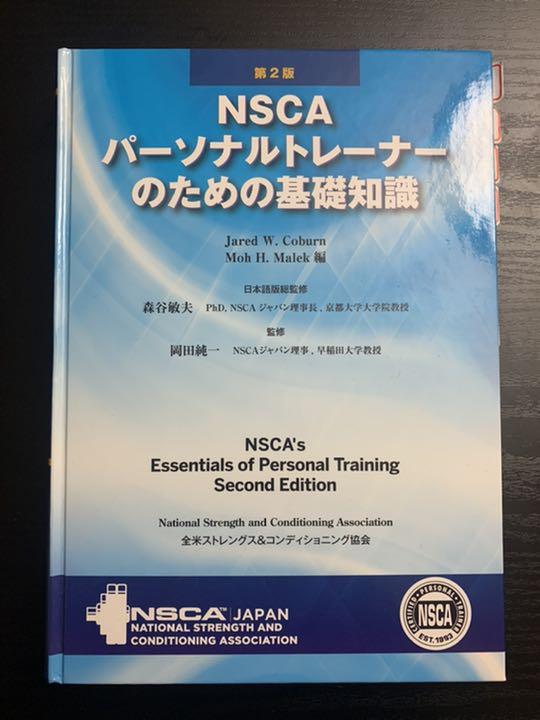 第2版
NSCA
パーソナルトレーナー
のための基礎知識
Jared W. Coburn
Moh H. Malek 編
日本語版総監修
森谷敏夫 PhD, NSCA ジャパン理事長, 京都大学大学院教授
監修
岡田純一 NSCAジャパン理事, 早稲田大学教授
NSCA's
Essentials of Personal Training
Second Edition
National Strength and Conditioning Association
全米ストレングス&コンディショニング協会
NSCA JAPAN
NATIONAL STRENGTH AND
CONDITIONING ASSOCIATION
CERTIFIED • PERSONAL • TRAINER
NSCA
EST. 1993